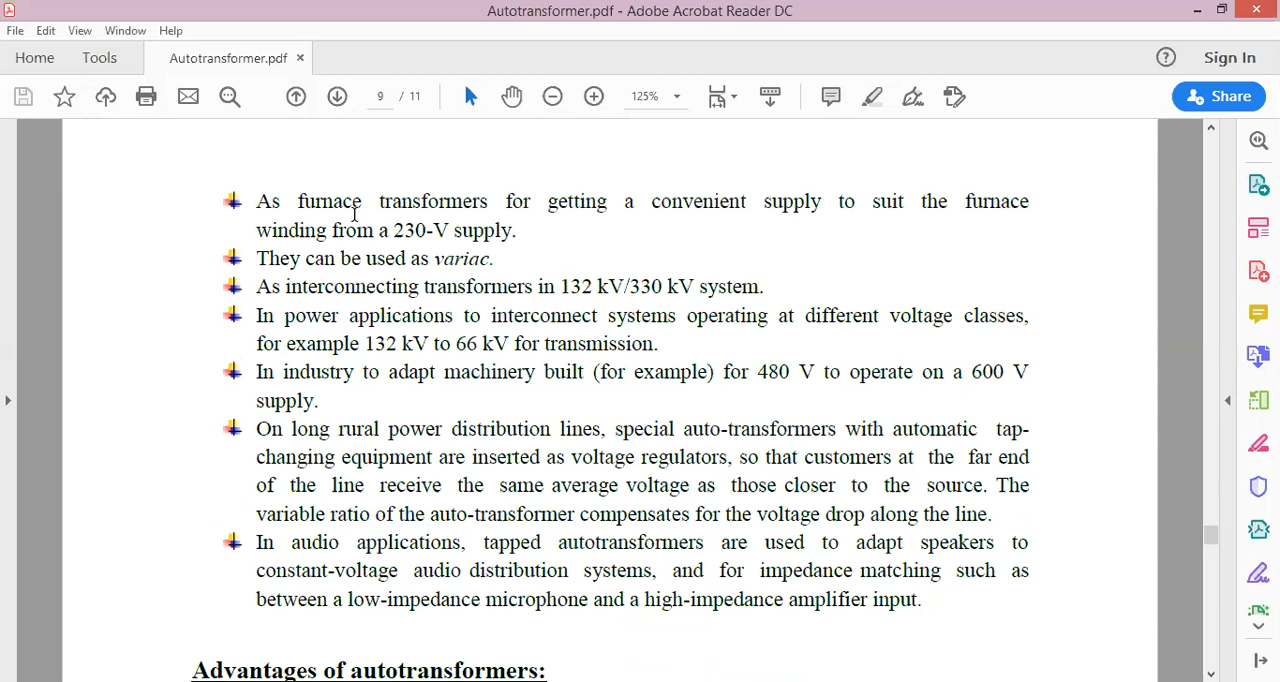 Autotransformer.pdf - Adobe Acrobat Reader DC
File Edit View Window Help
Home Tools Autotransformer.pdf × Sign In
9 / 11 125% Share
As furnace transformers for getting a convenient supply to suit the furnace
winding from a 230-V supply.
They can be used as variac.
As interconnecting transformers in 132 kV/330 kV system.
In power applications to interconnect systems operating at different voltage classes,
for example 132 kV to 66 kV for transmission.
In industry to adapt machinery built (for example) for 480 V to operate on a 600 V
supply.
On long rural power distribution lines, special auto-transformers with automatic tap-
changing equipment are inserted as voltage regulators, so that customers at the far end
of the line receive the same average voltage as those closer to the source. The
variable ratio of the auto-transformer compensates for the voltage drop along the line.
In audio applications, tapped autotransformers are used to adapt speakers to
constant-voltage audio distribution systems, and for impedance matching such as
between a low-impedance microphone and a high-impedance amplifier input.
Advantages of autotransformers: